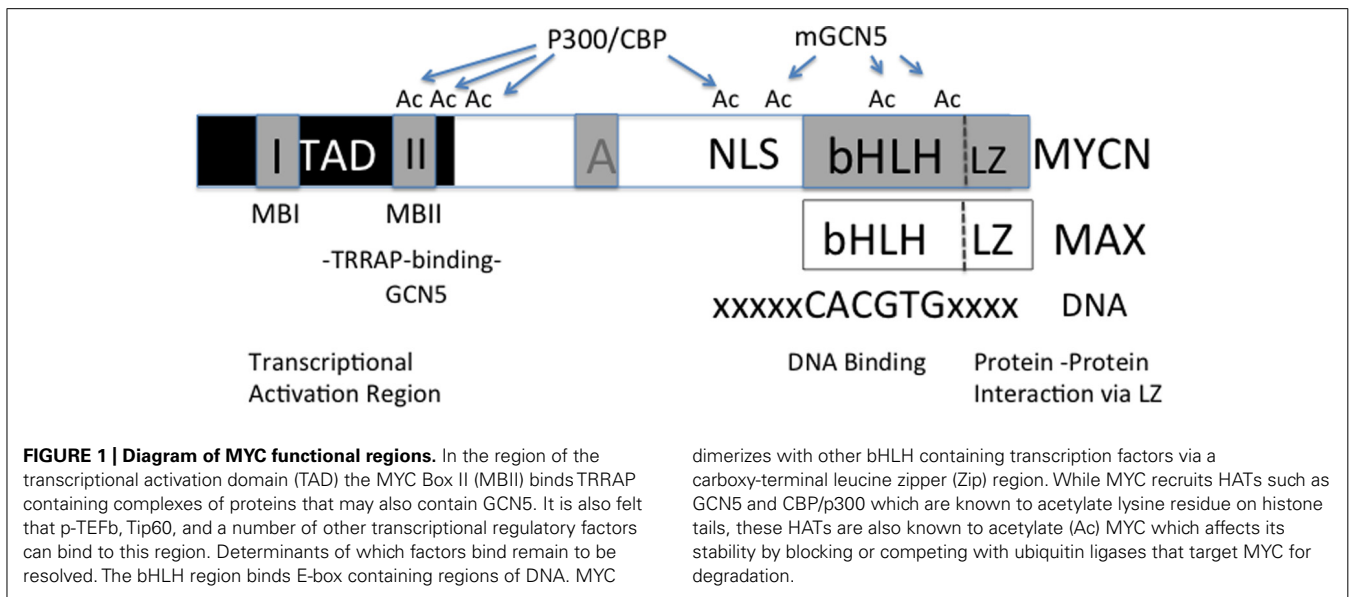 P300/CBP mGCN5
Ac Ac Ac Ac Ac Ac Ac
I TAD II A NLS bHLH LZ MYCN
MBI MBII bHLH LZ MAX
-TRRAP-binding-
GCN5
xxxxxCACGTGxxxx DNA
Transcriptional
Activation Region
DNA Binding
Protein -Protein
Interaction via LZ
FIGURE 1 | Diagram of MYC functional regions. In the region of the
transcriptional activation domain (TAD) the MYC Box II (MBII) binds TRRAP
containing complexes of proteins that may also contain GCN5. It is also felt
that p-TEFb, Tip60, and a number of other transcriptional regulatory factors
can bind to this region. Determinants of which factors bind remain to be
resolved. The bHLH region binds E-box containing regions of DNA. MYC
dimerizes with other bHLH containing transcription factors via a
carboxy-terminal leucine zipper (Zip) region. While MYC recruits HATs such as
GCN5 and CBP/p300 which are known to acetylate lysine residue on histone
tails, these HATs are also known to acetylate (Ac) MYC which affects its
stability by blocking or competing with ubiquitin ligases that target MYC for
degradation.